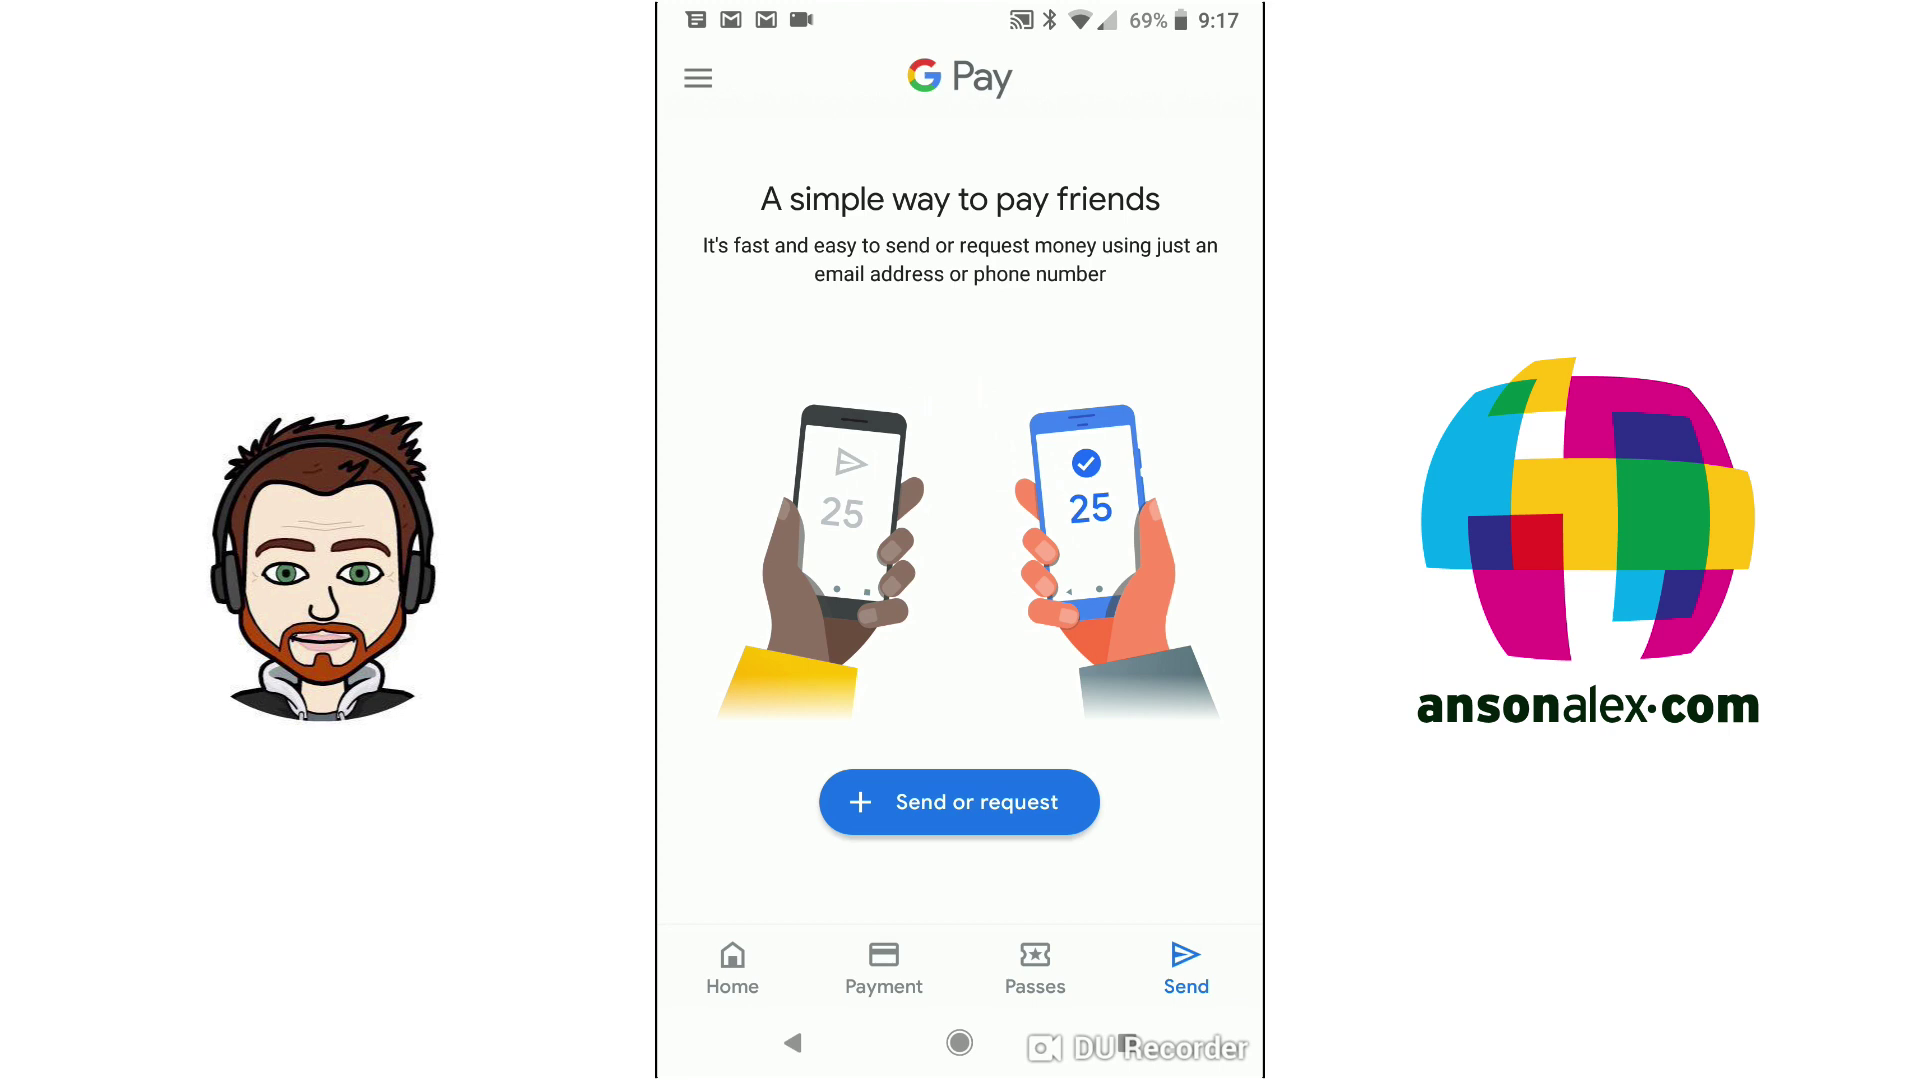 69% 9:17
G Pay
A simple way to pay friends
It's fast and easy to send or request money using just an
email address or phone number
25
25
+ Send or request
ansonalex.com
Home Payment Passes Send
DU Recorder